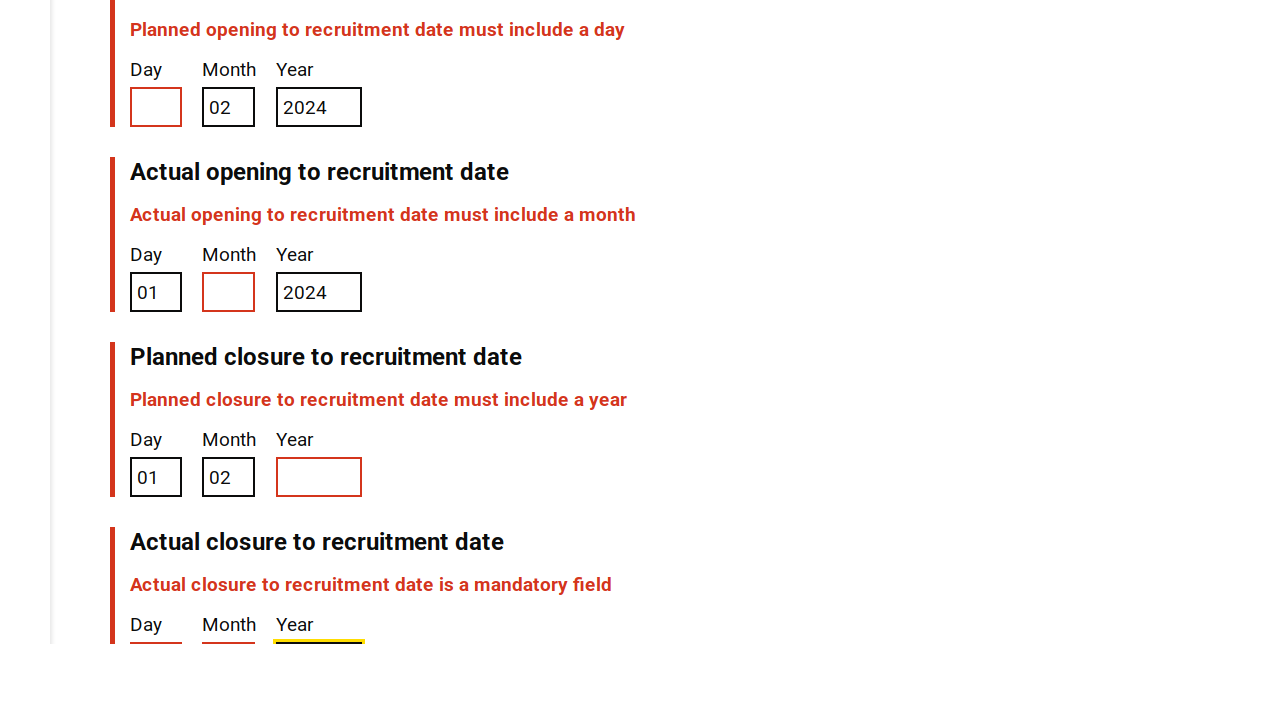 Planned opening to recruitment date must include a day
Day Month Year
02 2024
Actual opening to recruitment date
Actual opening to recruitment date must include a month
Day Month Year
01 2024
Planned closure to recruitment date
Planned closure to recruitment date must include a year
Day Month Year
01 02
Actual closure to recruitment date
Actual closure to recruitment date is a mandatory field
Day Month Year